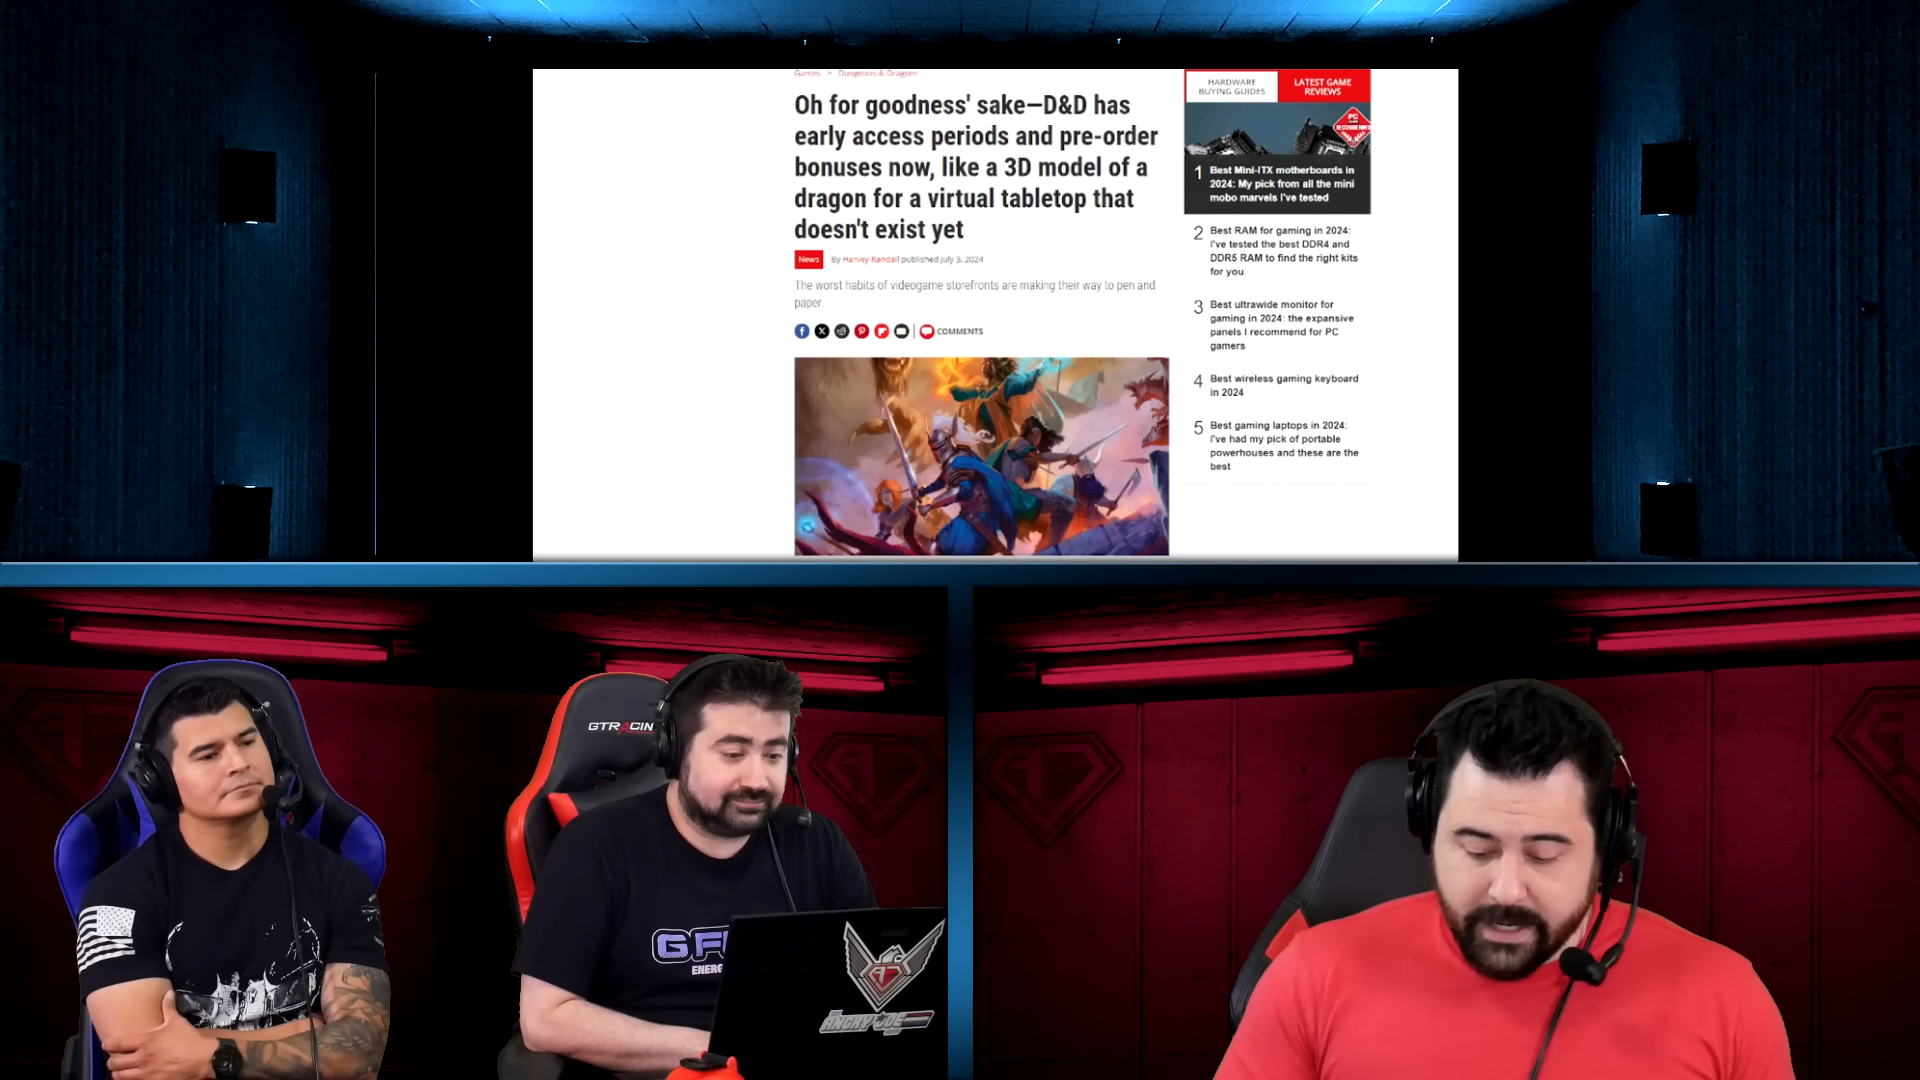 Games > Dungeons & Dragons
Oh for goodness' sake—D&D has
early access periods and pre-order
bonuses now, like a 3D model of a
dragon for a virtual tabletop that
doesn't exist yet
News By Harvey Randall published July 3, 2024
The worst habits of videogame storefronts are making their way to pen and
paper.
COMMENTS
HARDWARE
BUYING GUIDES
LATEST GAME
REVIEWS
PC
RECOMMENDED
1 Best Mini-ITX motherboards in
2024: My pick from all the mini
mobo marvels I've tested
2 Best RAM for gaming in 2024:
I've tested the best DDR4 and
DDR5 RAM to find the right kits
for you
3 Best ultrawide monitor for
gaming in 2024: the expansive
panels I recommend for PC
gamers
4 Best wireless gaming keyboard
in 2024
5 Best gaming laptops in 2024:
I've had my pick of portable
powerhouses and these are the
best
GTRACIN
GF
ENERG
AJ
ANGRY JOE